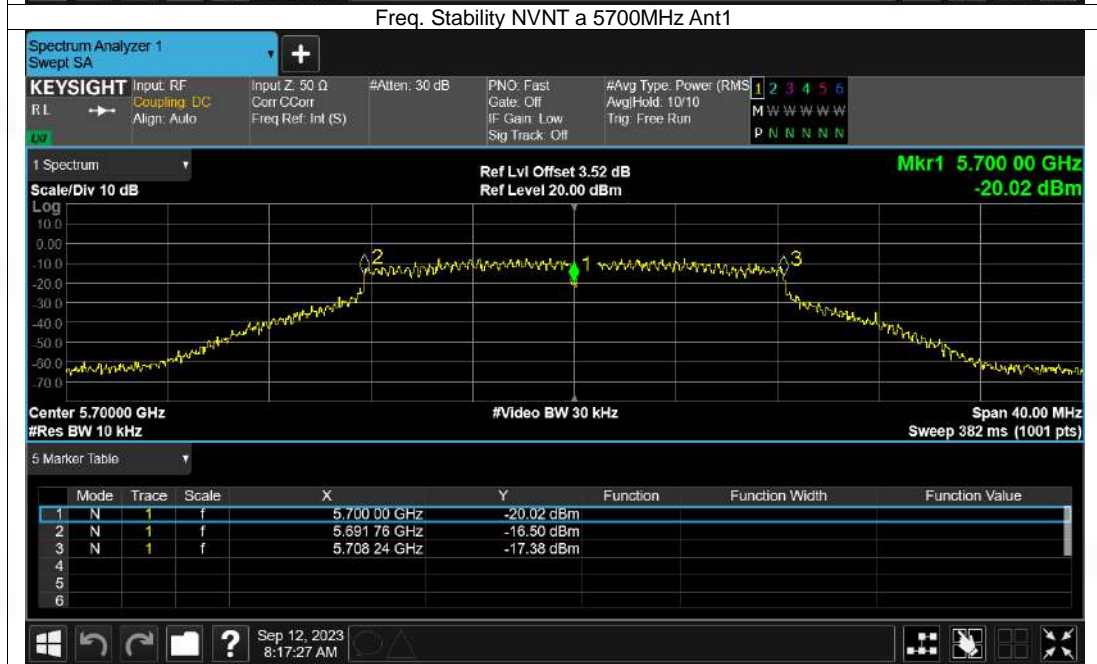 Freq. Stability NVNT a 5700MHz Ant1
Spectrum Analyzer 1
Swept SA
+
KEYSIGHT Input: RF Input Z: 50 Ω #Atten: 30 dB PNO: Fast #Avg Type: Power (RMS 1 2 3 4 5 6
RL Coupling: DC Corr CCorr Gate: Off Avg|Hold: 10/10 M W W W W W
Align: Auto Freq Ref: Int (S) IF Gain: Low Trig: Free Run
Sig Track: Off P N N N N N
LXI
1 Spectrum Ref Lvl Offset 3.52 dB Mkr1 5.700 00 GHz
Scale/Div 10 dB Ref Level 20.00 dBm -20.02 dBm
Log
10.0
0.00
-10.0 2 1 3
-20.0
-30.0
-40.0
-50.0
-60.0
-70.0
Center 5.70000 GHz #Video BW 30 kHz Span 40.00 MHz
#Res BW 10 kHz Sweep 382 ms (1001 pts)
5 Marker Table
Mode Trace Scale X Y Function Function Width Function Value
1 N 1 f 5.700 00 GHz -20.02 dBm
2 N 1 f 5.691 76 GHz -16.50 dBm
3 N 1 f 5.708 24 GHz -17.38 dBm
4
5
6
? Sep 12, 2023
8:17:27 AM